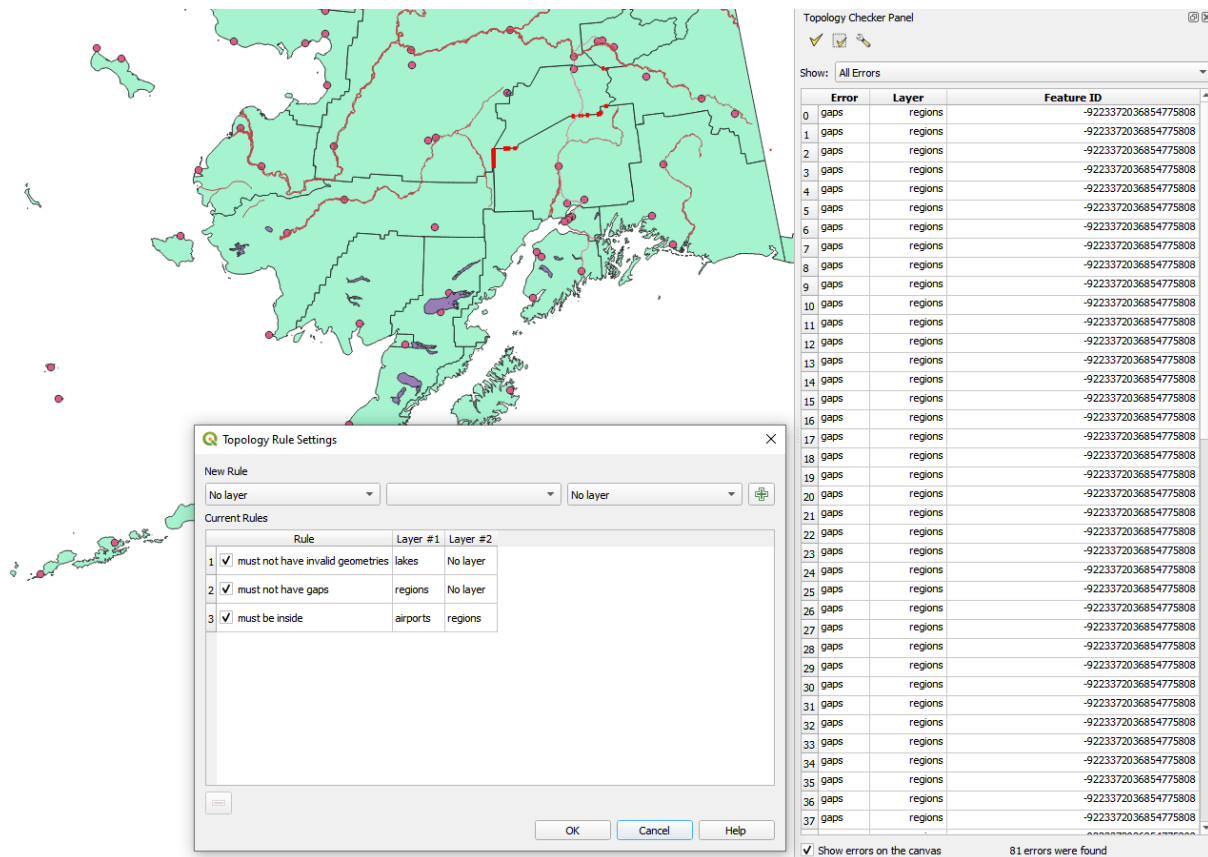 Topology Checker Panel
Show: All Errors
Error Layer Feature ID
0 gaps regions -9223372036854775808
1 gaps regions -9223372036854775808
2 gaps regions -9223372036854775808
3 gaps regions -9223372036854775808
4 gaps regions -9223372036854775808
5 gaps regions -9223372036854775808
6 gaps regions -9223372036854775808
7 gaps regions -9223372036854775808
8 gaps regions -9223372036854775808
9 gaps regions -9223372036854775808
10 gaps regions -9223372036854775808
11 gaps regions -9223372036854775808
12 gaps regions -9223372036854775808
13 gaps regions -9223372036854775808
14 gaps regions -9223372036854775808
15 gaps regions -9223372036854775808
16 gaps regions -9223372036854775808
17 gaps regions -9223372036854775808
18 gaps regions -9223372036854775808
19 gaps regions -9223372036854775808
20 gaps regions -9223372036854775808
21 gaps regions -9223372036854775808
22 gaps regions -9223372036854775808
23 gaps regions -9223372036854775808
24 gaps regions -9223372036854775808
25 gaps regions -9223372036854775808
26 gaps regions -9223372036854775808
27 gaps regions -9223372036854775808
28 gaps regions -9223372036854775808
29 gaps regions -9223372036854775808
30 gaps regions -9223372036854775808
31 gaps regions -9223372036854775808
32 gaps regions -9223372036854775808
33 gaps regions -9223372036854775808
34 gaps regions -9223372036854775808
35 gaps regions -9223372036854775808
36 gaps regions -9223372036854775808
37 gaps regions -9223372036854775808
Show errors on the canvas 81 errors were found
Topology Rule Settings
New Rule
No layer No layer
Current Rules
Rule Layer #1 Layer #2
1 must not have invalid geometries lakes No layer
2 must not have gaps regions No layer
3 must be inside airports regions
OK Cancel Help